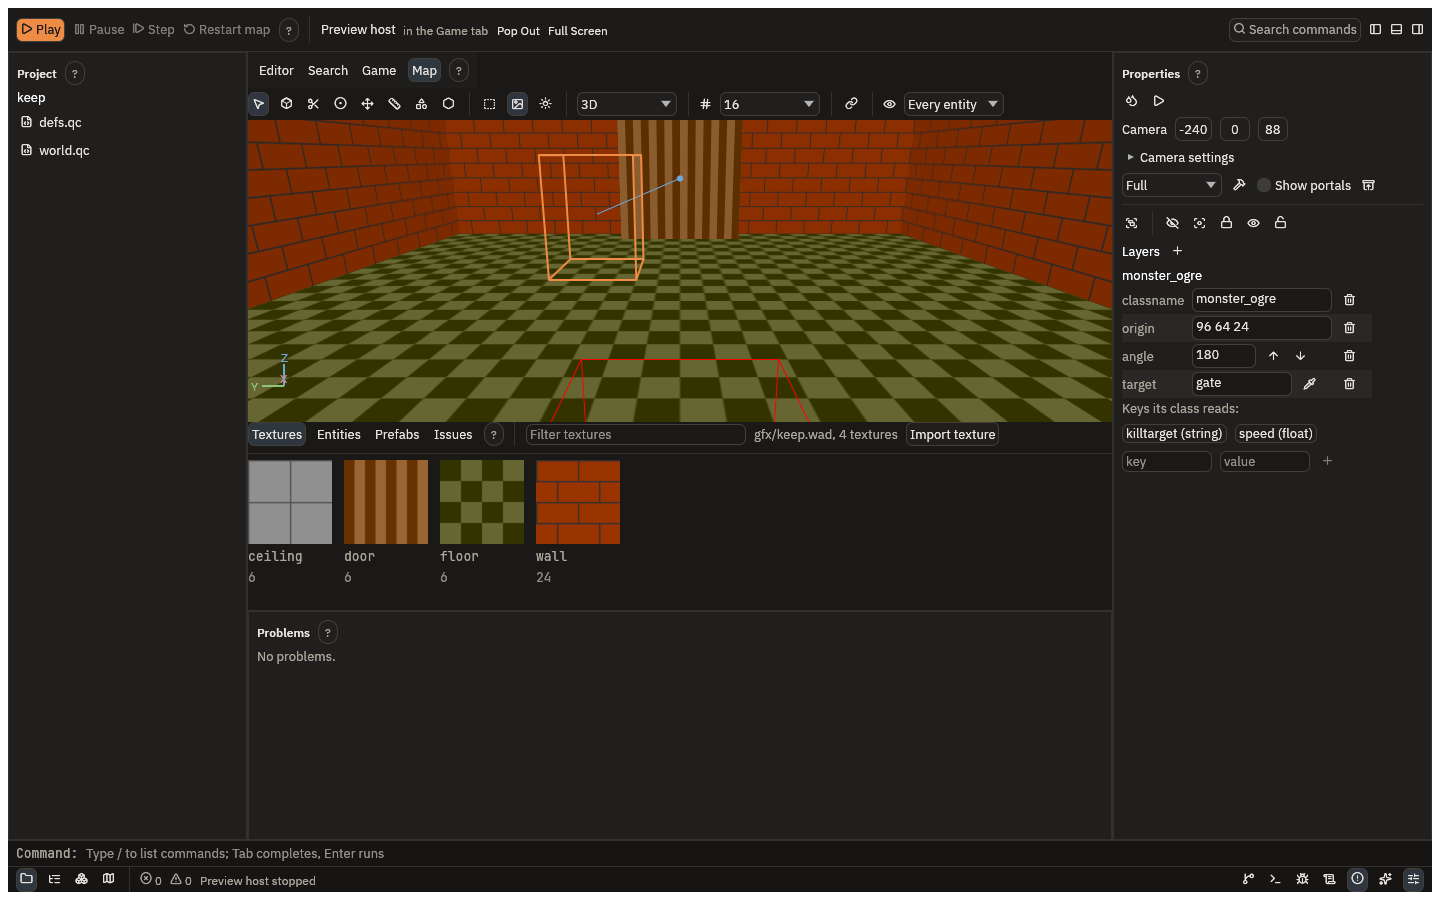 Play Pause Step Restart map ? Preview host in the Game tab Pop Out Full Screen Search commands
Project ?
keep
defs.qc
world.qc
Editor Search Game Map ?
3D # 16 Every entity
Z
Y X
Textures Entities Prefabs Issues ? Filter textures gfx/keep.wad, 4 textures Import texture
ceiling door floor wall
6 6 6 24
Problems ?
No problems.
Properties ?
Camera -240 0 88
Camera settings
Full Show portals
Layers +
monster_ogre
classname monster_ogre
origin 96 64 24
angle 180
target gate
Keys its class reads:
killtarget (string) speed (float)
key value +
Command: Type / to list commands; Tab completes, Enter runs
0 0 Preview host stopped